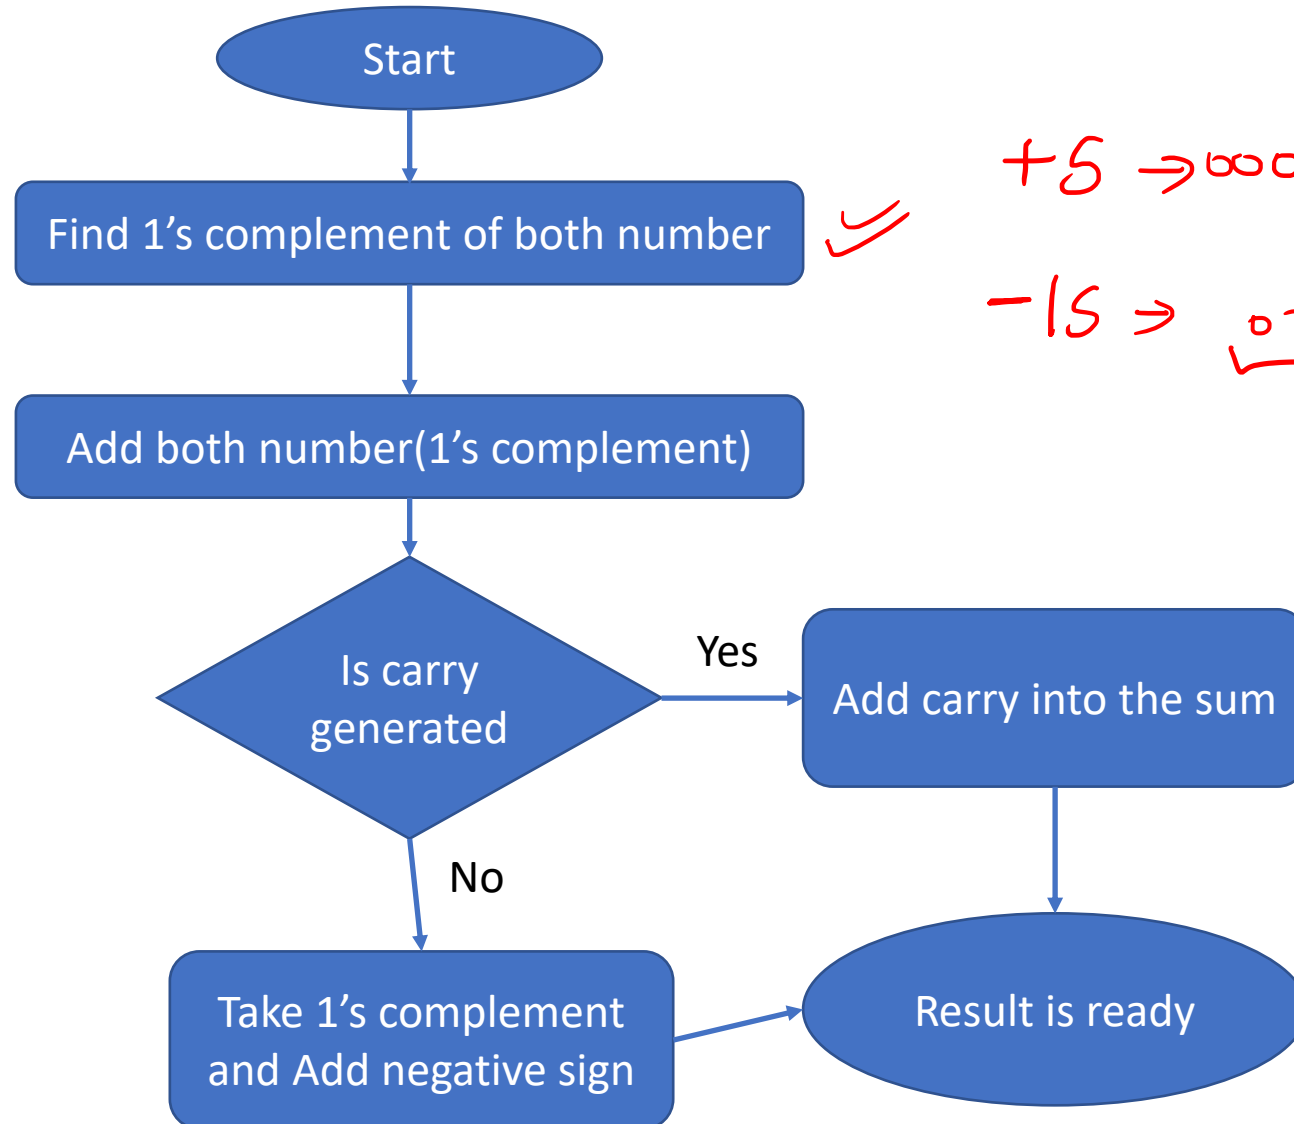 Start
Find 1’s complement of both number
+5 → 000
-15 ⇒
Add both number(1’s complement)
Is carry
generated
Yes
Add carry into the sum
No
Take 1’s complement
and Add negative sign
Result is ready